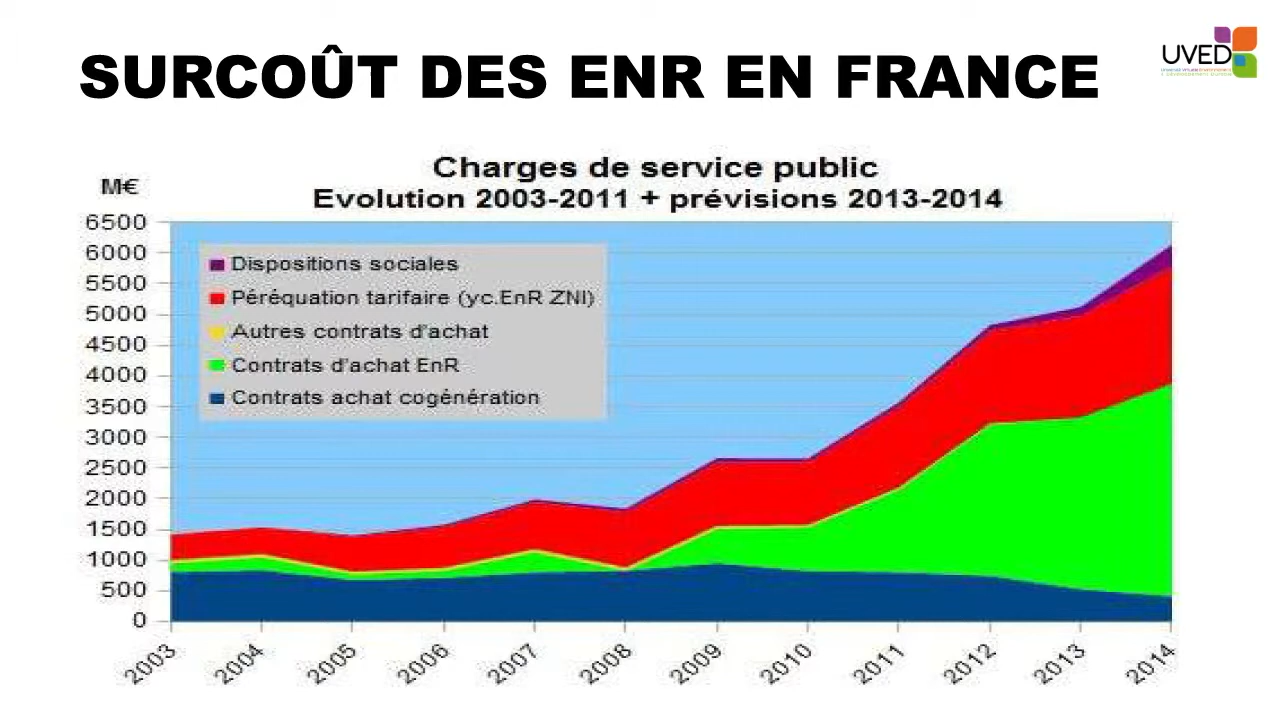 SURCOÛT DES ENR EN FRANCE
UVED
Charges de service public
M€
Evolution 2003-2011 + prévisions 2013-2014
6500
6000
5500
5000
4500
4000
3500
3000
2500
2000
1500
1000
500
0
Dispositions sociales
Péréquation tarifaire (yc.EnR ZNI)
Autres contrats d'achat
Contrats d'achat EnR
Contrats achat cogénération
2003
2004
2005
2006
2007
2008
2009
2010
2011
2012
2013
2014